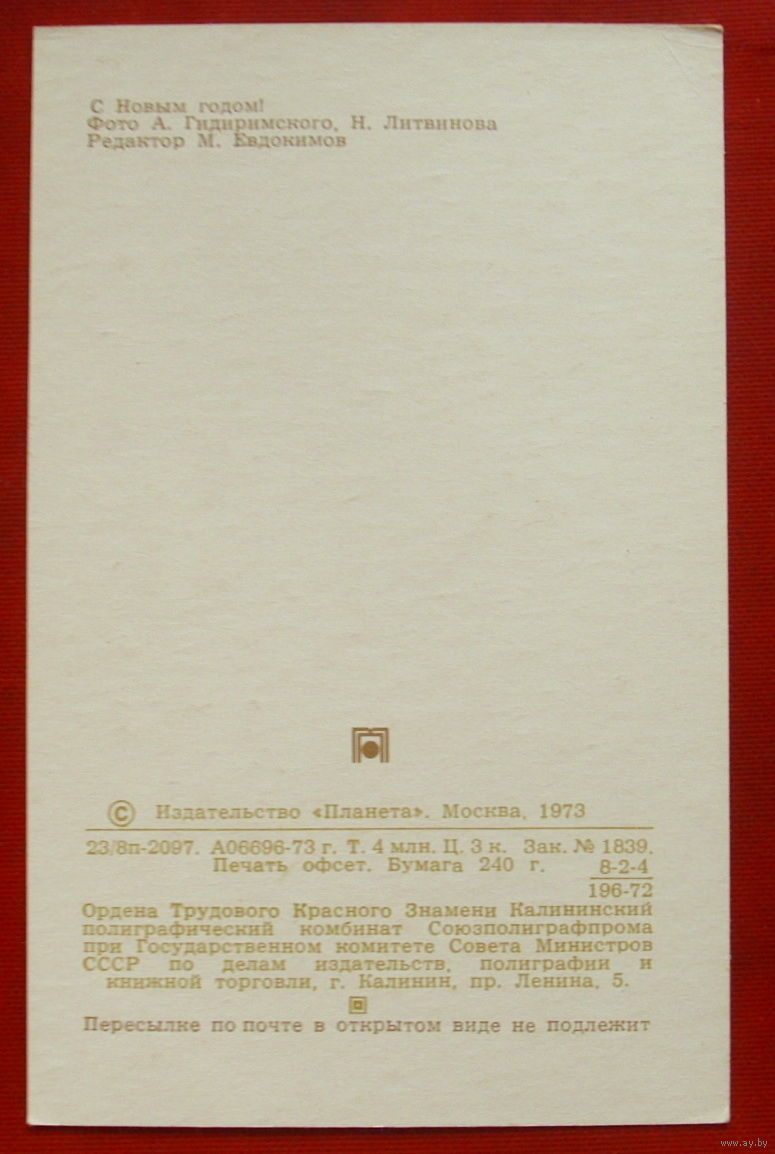 С Новым годом!
Фото А. Гидиримского, Н. Литвинова
Редактор М. Евдокимов
© Издательство «Планета». Москва, 1973
23/8п-2097. А06696-73 г. Т. 4 млн. Ц. 3 к. Зак. № 1839.
Печать офсет. Бумага 240 г. 8-2-4
196-72
Ордена Трудового Красного Знамени Калининский
полиграфический комбинат Союзполиграфпрома
при Государственном комитете Совета Министров
СССР по делам издательств, полиграфии и
книжной торговли, г. Калинин, пр. Ленина, 5.
Пересылке по почте в открытом виде не подлежит
www.ay.by